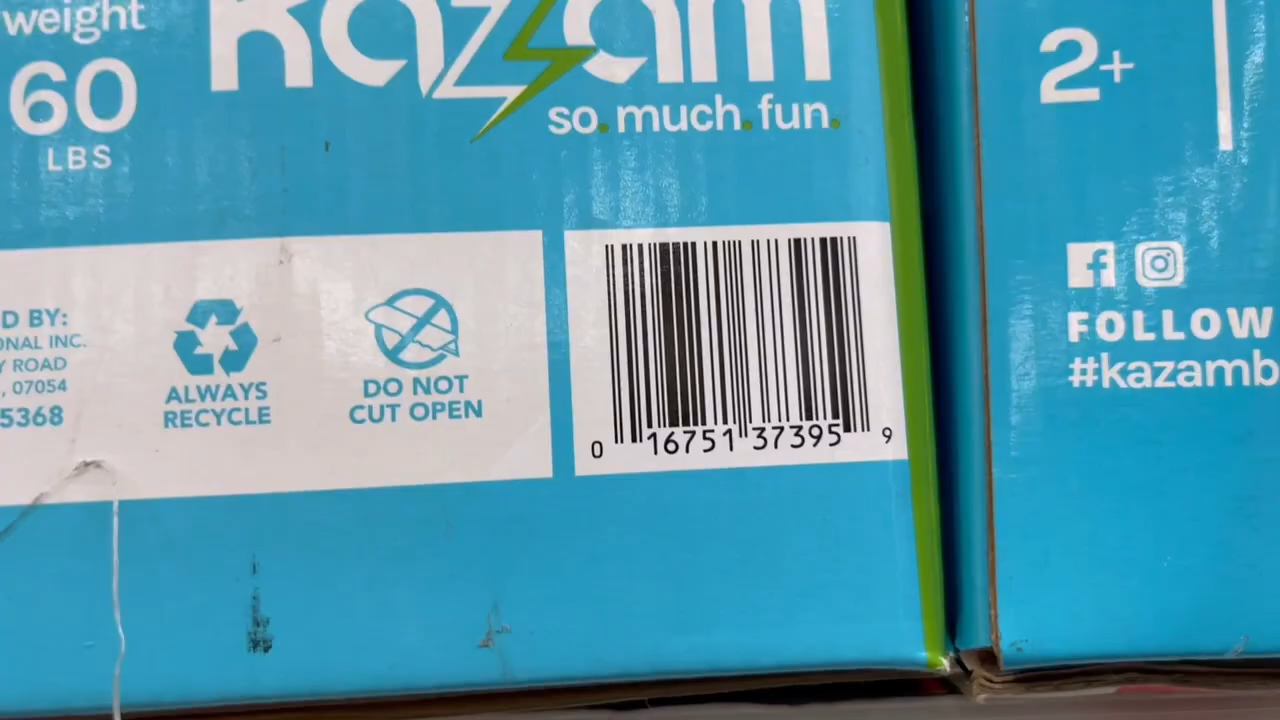 weight
60
LBS
kazam
so.much.fun.
D BY:
ONAL INC.
Y ROAD
, 07054
5368
ALWAYS
RECYCLE
DO NOT
CUT OPEN
0 16751 37395 9
2+
f
FOLLOW
#kazamb